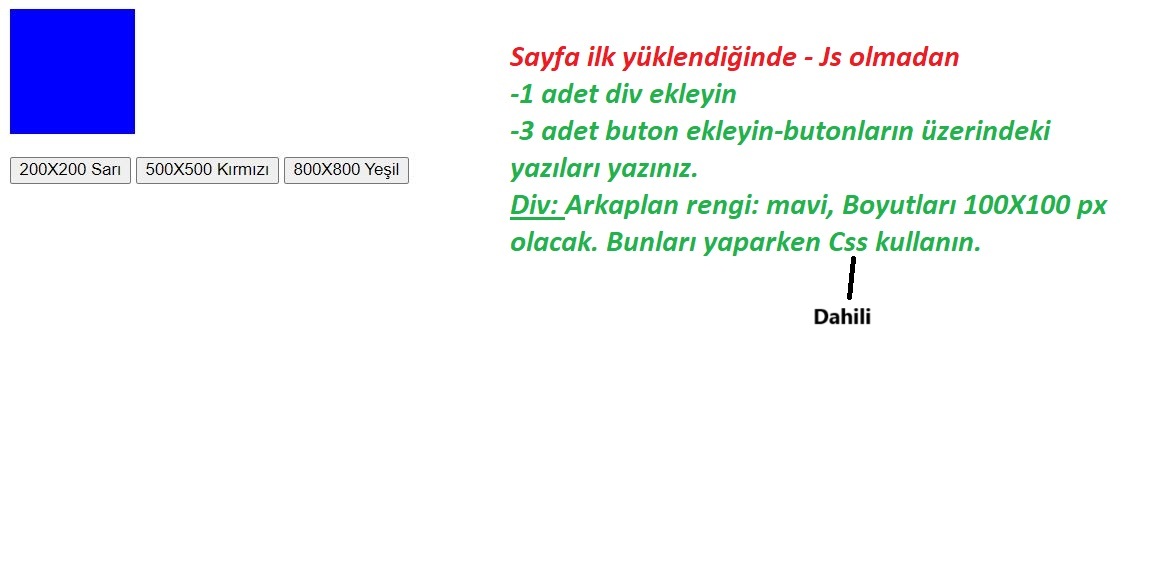 Sayfa ilk yüklendiğinde - Js olmadan
-1 adet div ekleyin
-3 adet buton ekleyin-butonların üzerindeki
yazıları yazınız.
Div: Arkaplan rengi: mavi, Boyutları 100X100 px
olacak. Bunları yaparken Css kullanın.
Dahili
200X200 Sarı
500X500 Kırmızı
800X800 Yeşil